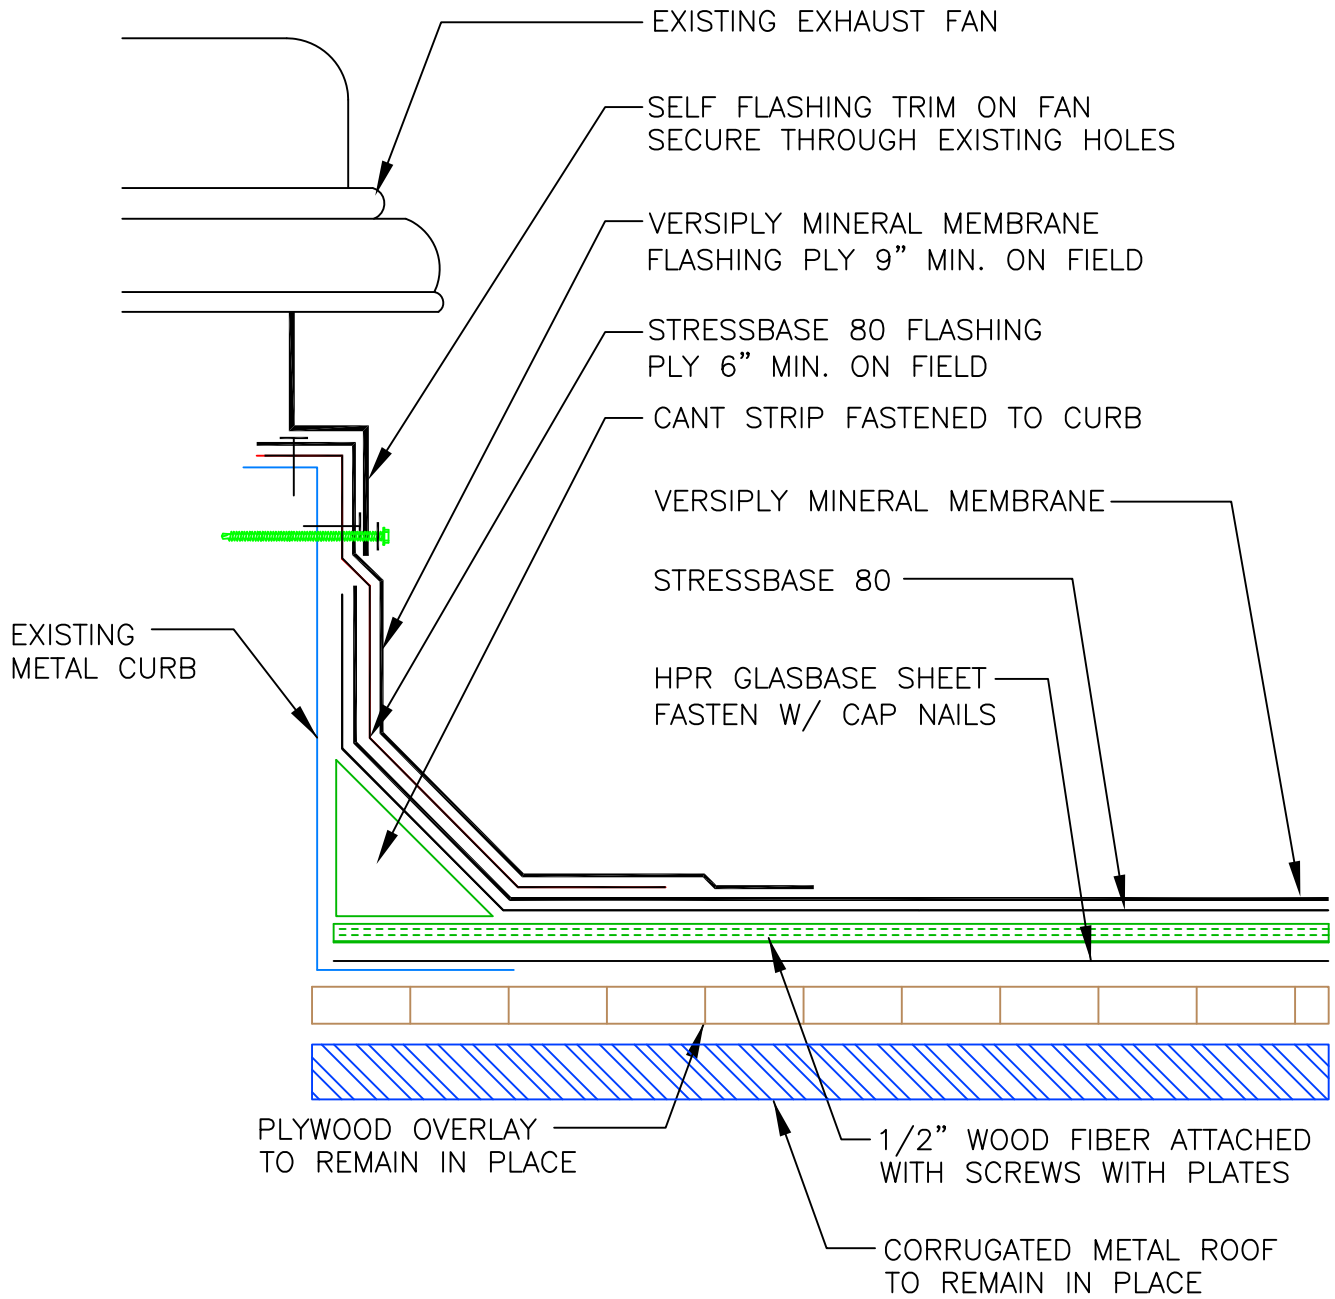 EXISTING EXHAUST FAN
SELF FLASHING TRIM ON FAN
SECURE THROUGH EXISTING HOLES
VERSIPLY MINERAL MEMBRANE
FLASHING PLY 9” MIN. ON FIELD
STRESSBASE 80 FLASHING
PLY 6” MIN. ON FIELD
CANT STRIP FASTENED TO CURB
VERSIPLY MINERAL MEMBRANE
STRESSBASE 80
EXISTING
METAL CURB
HPR GLASBASE SHEET
FASTEN W/ CAP NAILS
PLYWOOD OVERLAY
TO REMAIN IN PLACE
1/2” WOOD FIBER ATTACHED
WITH SCREWS WITH PLATES
CORRUGATED METAL ROOF
TO REMAIN IN PLACE